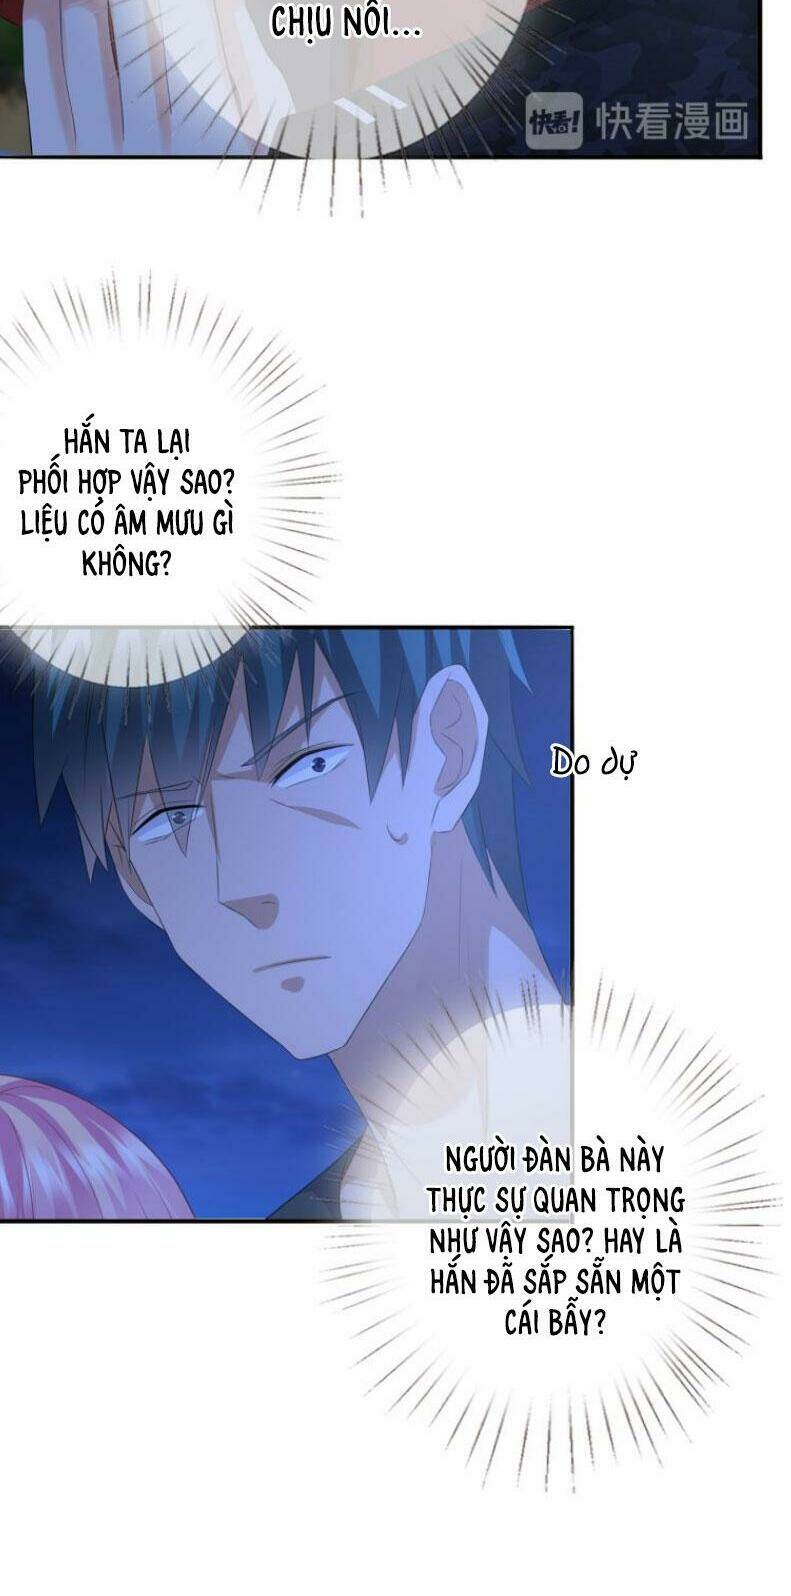 CHỊU NỔI...
快看! 快看漫画
HẮN TA LẠI
PHỐI HỢP VẬY SAO?
LIỆU CÓ ÂM MƯU GÌ
KHÔNG?
Do dự
NGƯỜI ĐÀN BÀ NÀY
THỰC SỰ QUAN TRỌNG
NHƯ VẬY SAO? HAY LÀ
HẮN ĐÃ SẮP SẴN MỘT
CÁI BẪY?